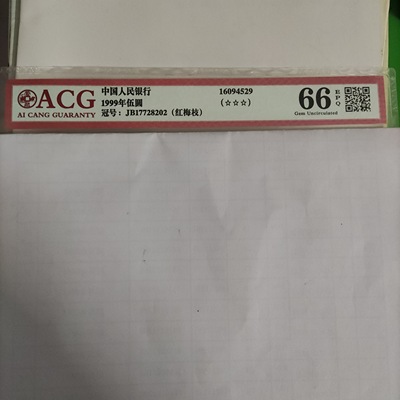 ACG
AI CANG GUARANTY
中国人民银行
1999年伍圆
冠号：JB17728202（红梅枝）
16094529
(☆☆☆)
66 EPQ
Gem Uncirculated